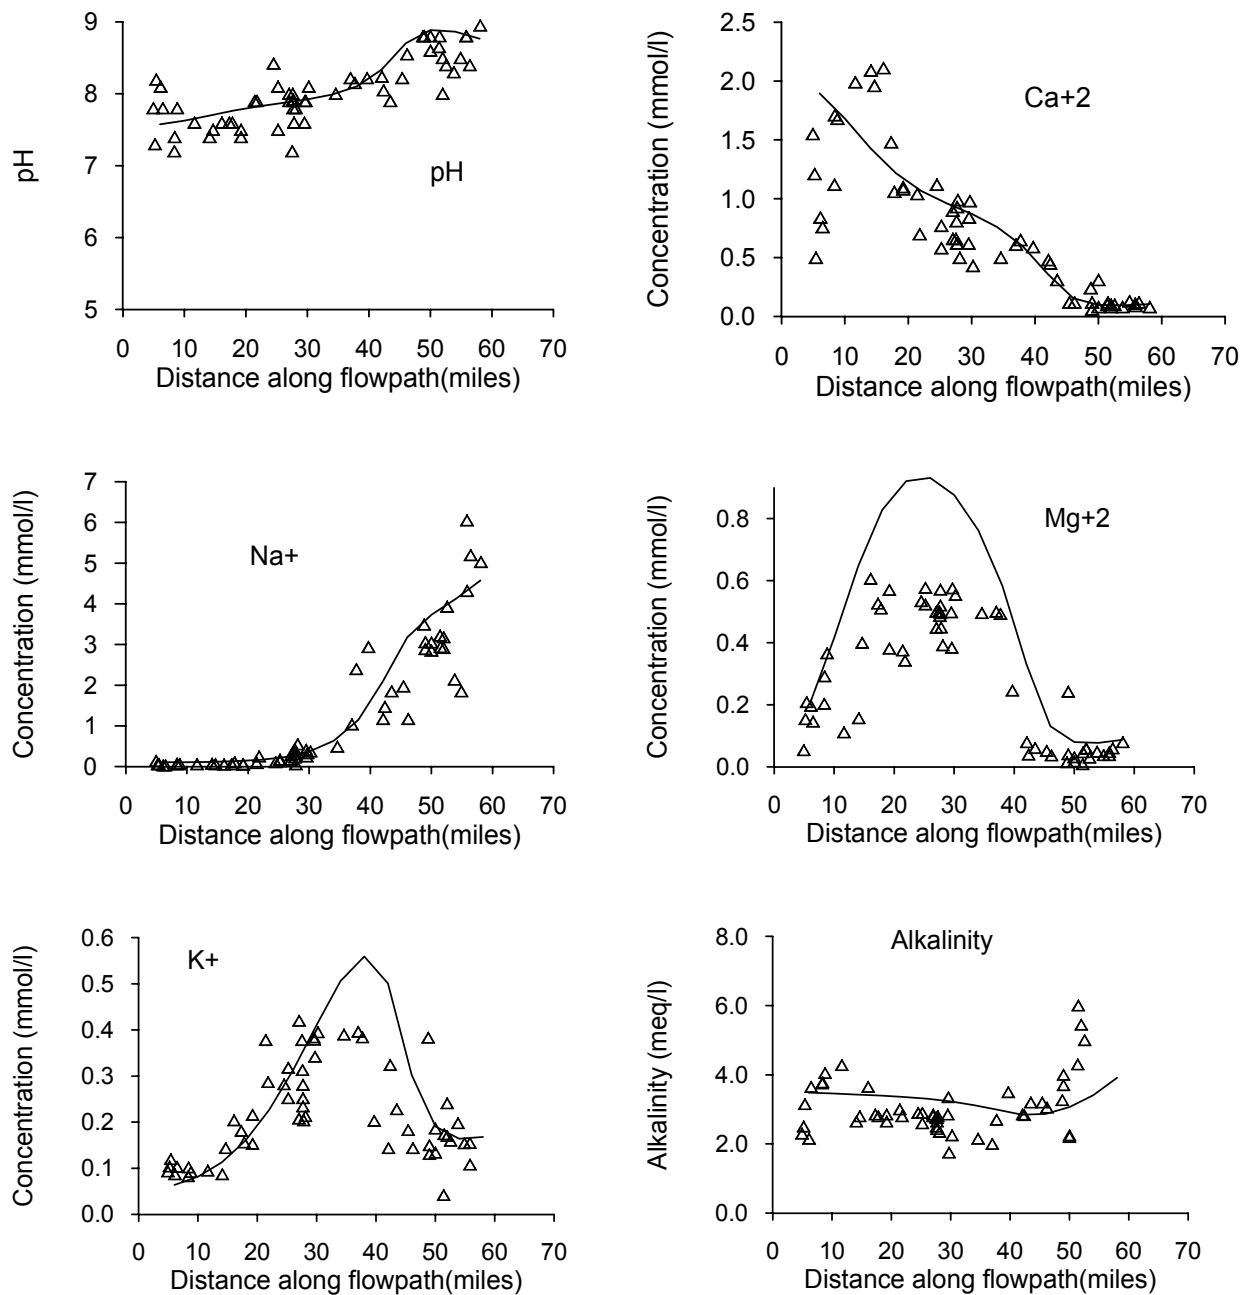 9
8
7
6
5
pH
pH
0 10 20 30 40 50 60 70
Distance along flowpath(miles)
2.5
2.0
1.5
1.0
0.5
0.0
Concentration (mmol/l)
Ca+2
0 10 20 30 40 50 60 70
Distance along flowpath(miles)
7
6
5
4
3
2
1
0
Concentration (mmol/l)
Na+
0 10 20 30 40 50 60 70
Distance along flowpath(miles)
0.8
0.6
0.4
0.2
0.0
Concentration (mmol/l)
Mg+2
0 10 20 30 40 50 60 70
Distance along flowpath(miles)
0.6
0.5
0.4
0.3
0.2
0.1
0.0
Concentration (mmol/l)
K+
0 10 20 30 40 50 60 70
Distance along flowpath(miles)
8.0
6.0
4.0
2.0
0.0
Alkalinity (meq/l)
Alkalinity
0 10 20 30 40 50 60 70
Distance along flowpath(miles)